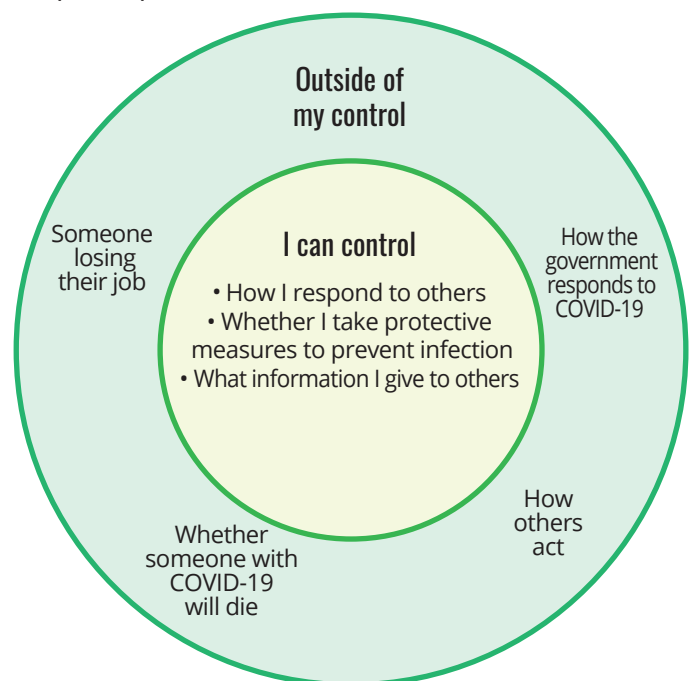 Outside of
my control
Someone
losing
their job
I can control
• How I respond to others
• Whether I take protective
measures to prevent infection
• What information I give to others
How the
government
responds to
COVID-19
Whether
someone with
COVID-19
will die
How
others
act